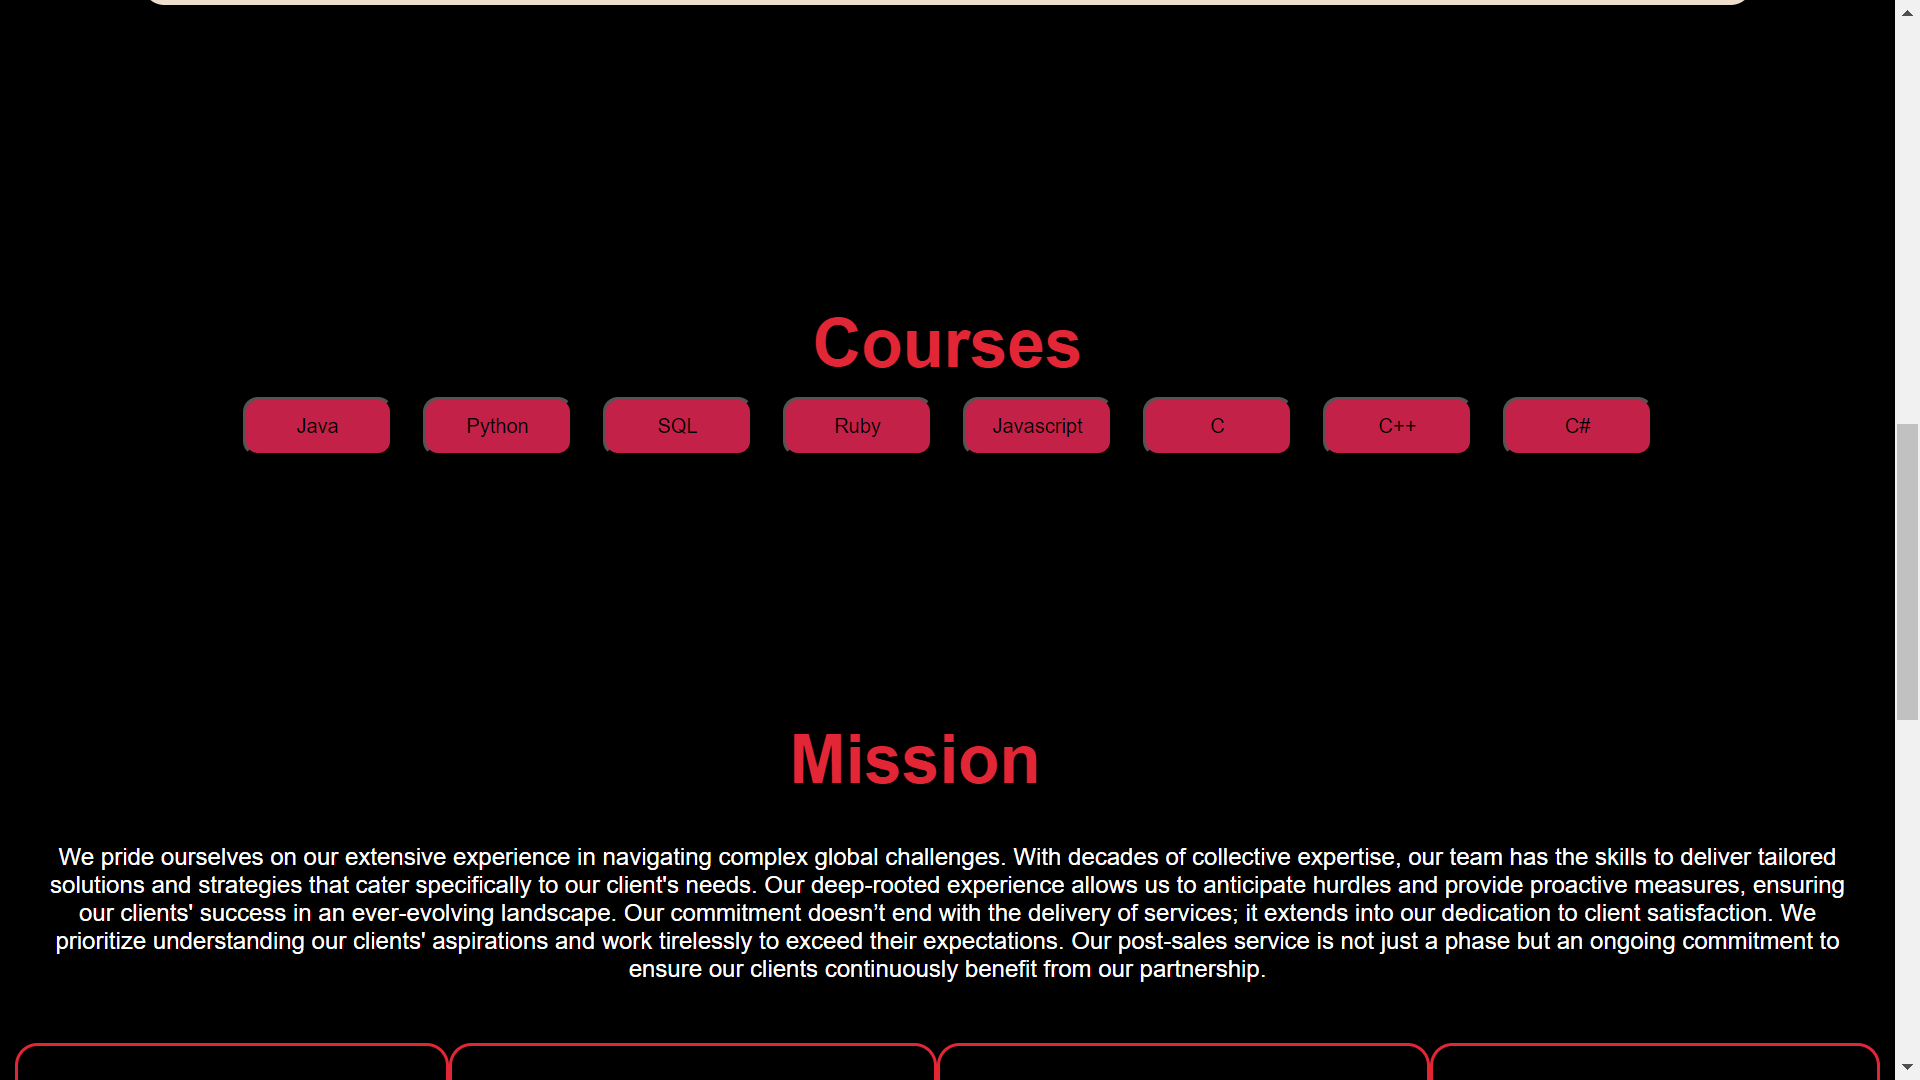 Courses
Java Python SQL Ruby Javascript C C++ C#
Mission
We pride ourselves on our extensive experience in navigating complex global challenges. With decades of collective expertise, our team has the skills to deliver tailored
solutions and strategies that cater specifically to our client's needs. Our deep-rooted experience allows us to anticipate hurdles and provide proactive measures, ensuring
our clients' success in an ever-evolving landscape. Our commitment doesn’t end with the delivery of services; it extends into our dedication to client satisfaction. We
prioritize understanding our clients' aspirations and work tirelessly to exceed their expectations. Our post-sales service is not just a phase but an ongoing commitment to
ensure our clients continuously benefit from our partnership.